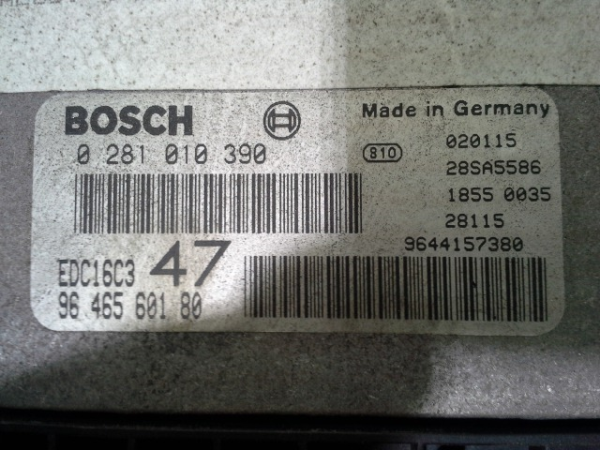 BOSCH
Made in Germany
0 281 010 390
810
020115
28SA5586
1855 0035
28115
9644157380
EDC16C3 47
96 465 601 80